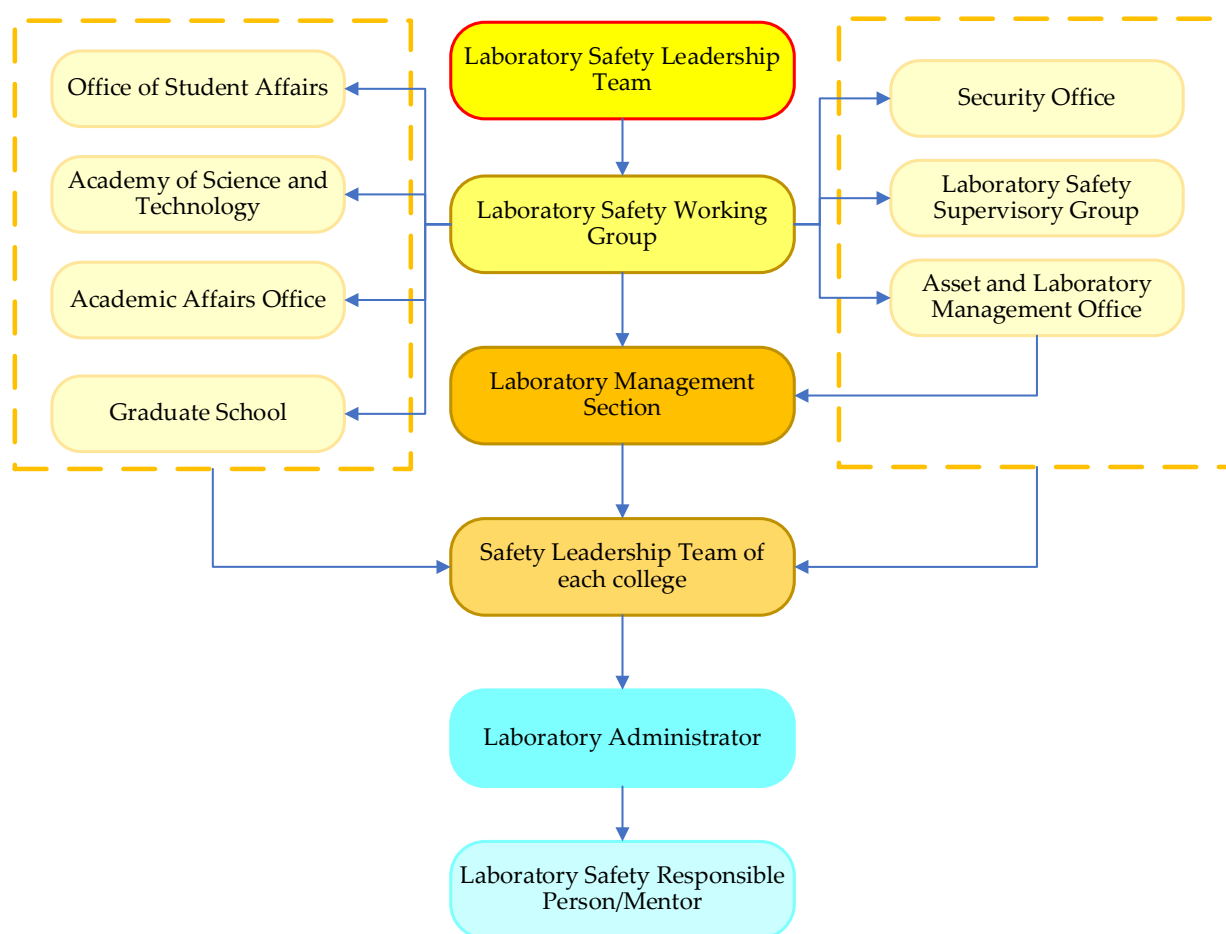 Laboratory Safety Leadership
Team
Office of Student Affairs
Security Office
Academy of Science and
Technology
Laboratory Safety Working
Group
Laboratory Safety
Supervisory Group
Academic Affairs Office
Asset and Laboratory
Management Office
Graduate School
Laboratory Management
Section
Safety Leadership Team of
each college
Laboratory Administrator
Laboratory Safety Responsible
Person/Mentor